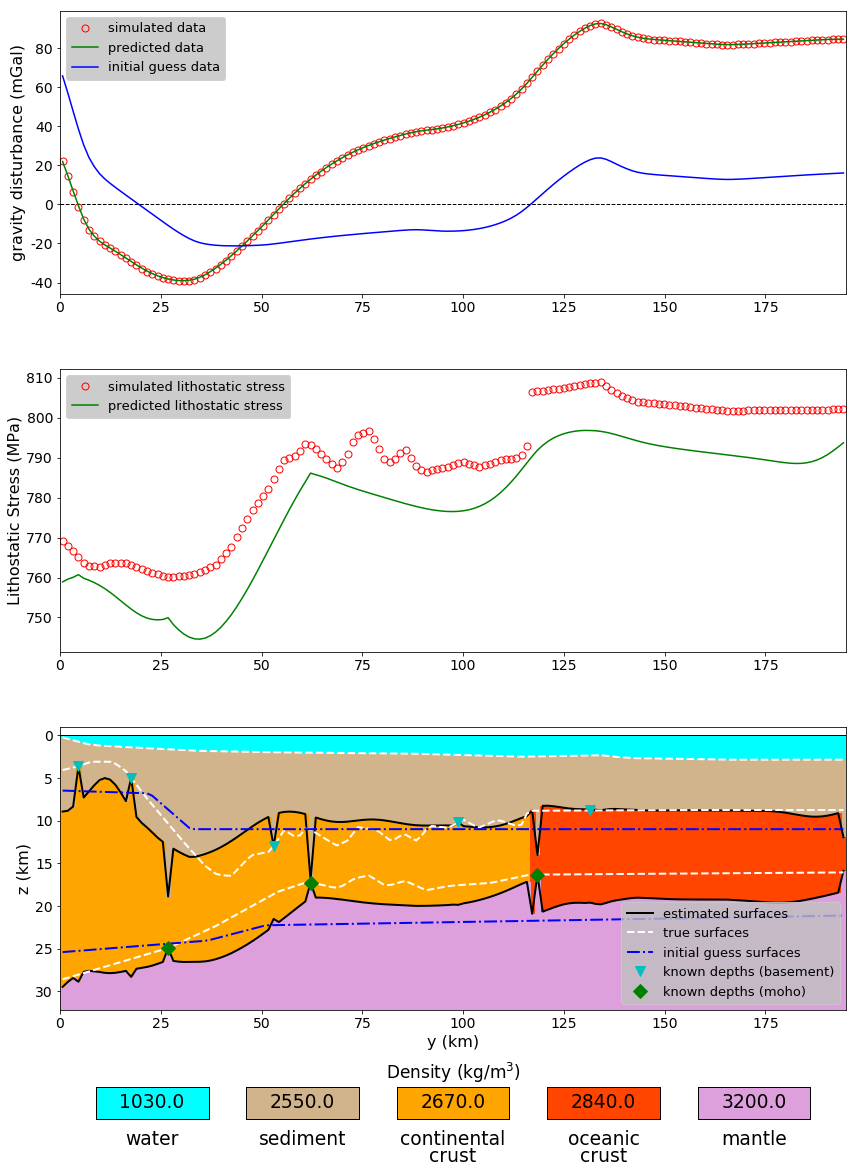 simulated data
predicted data
initial guess data
gravity disturbance (mGal)
80
60
40
20
0
-20
-40
0 25 50 75 100 125 150 175
simulated lithostatic stress
predicted lithostatic stress
Lithostatic Stress (MPa)
810
800
790
780
770
760
750
0 25 50 75 100 125 150 175
z (km)
0
5
10
15
20
25
30
estimated surfaces
true surfaces
initial guess surfaces
known depths (basement)
known depths (moho)
0 25 50 75 100 125 150 175
y (km)
Density (kg/m³)
1030.0 2550.0 2670.0 2840.0 3200.0
water sediment continental oceanic mantle
crust crust